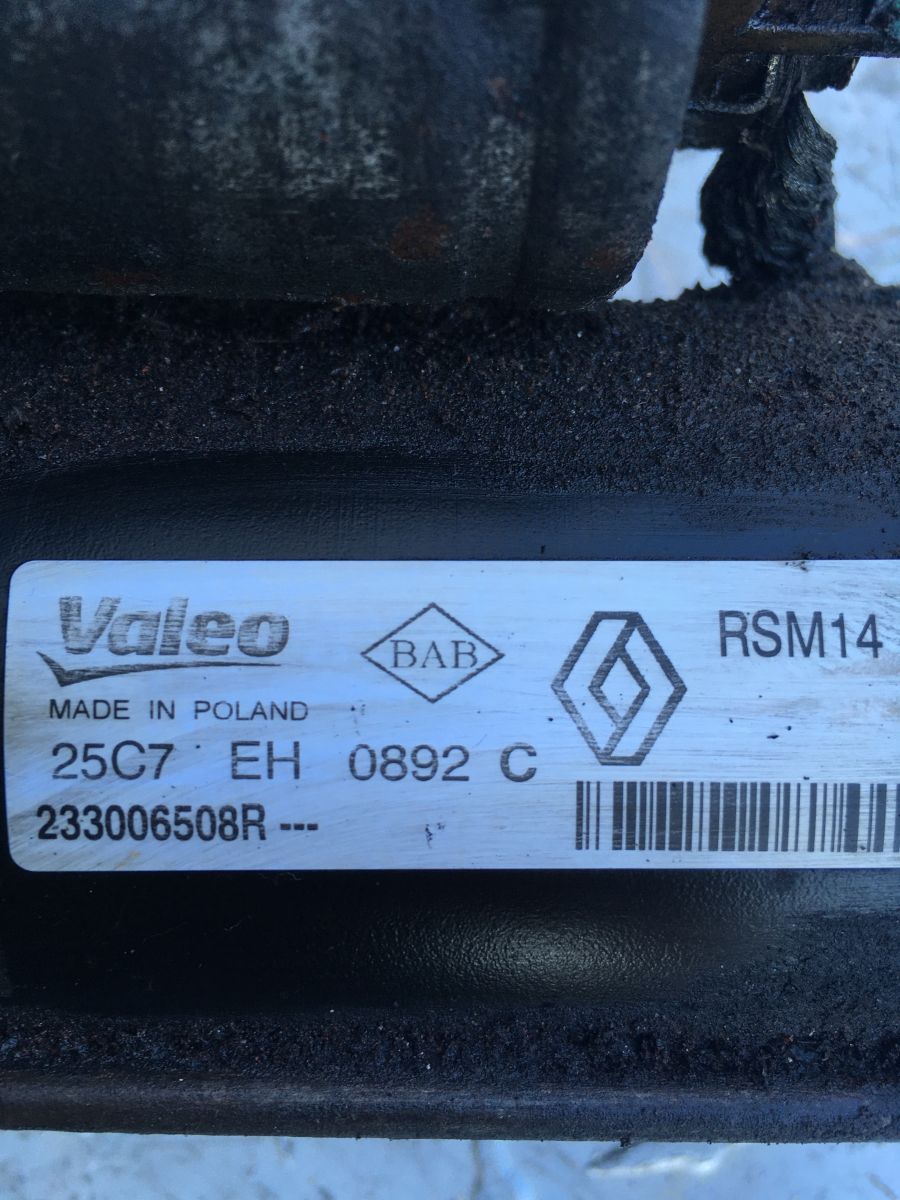 Valeo
BAB
RSM14
MADE IN POLAND
25C7 EH 0892 C
233006508R ---